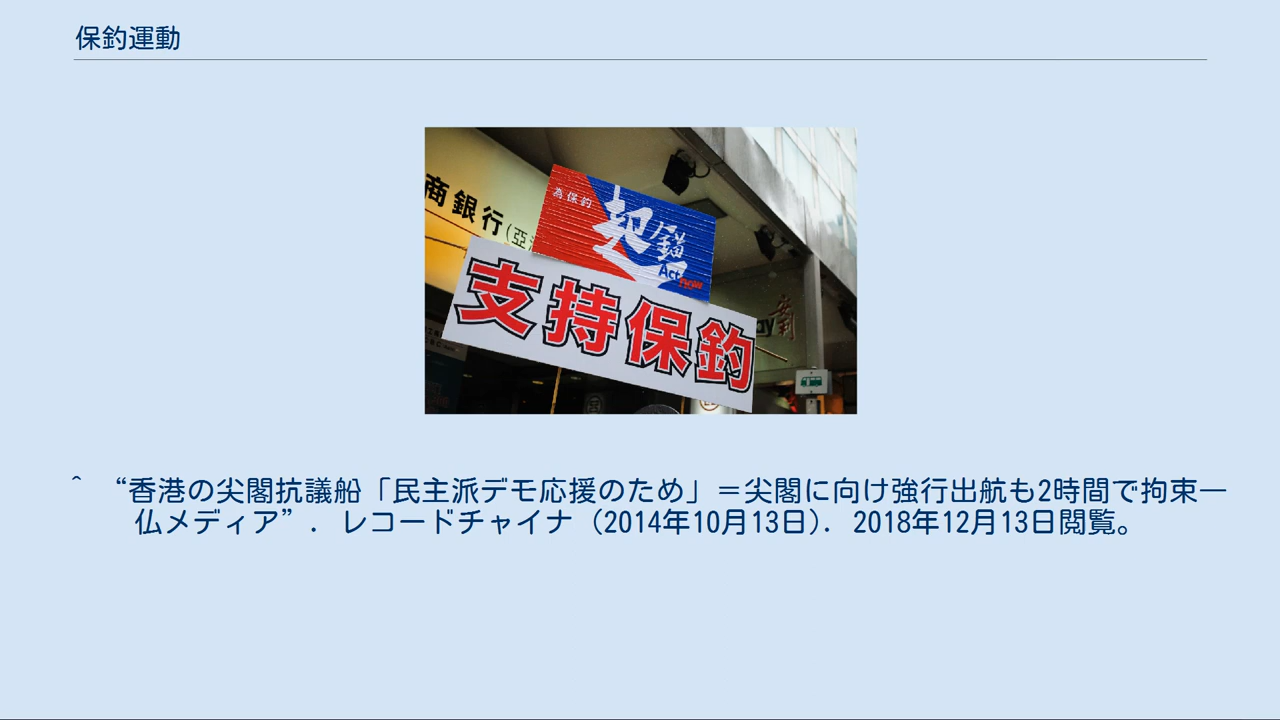 保釣運動
商銀行(亞
為保釣
起錨
Act now
支持保釣
^ “香港の尖閣抗議船「民主派デモ応援のため」＝尖閣に向け強行出航も2時間で拘束―
仏メディア”. レコードチャイナ (2014年10月13日). 2018年12月13日閲覧。